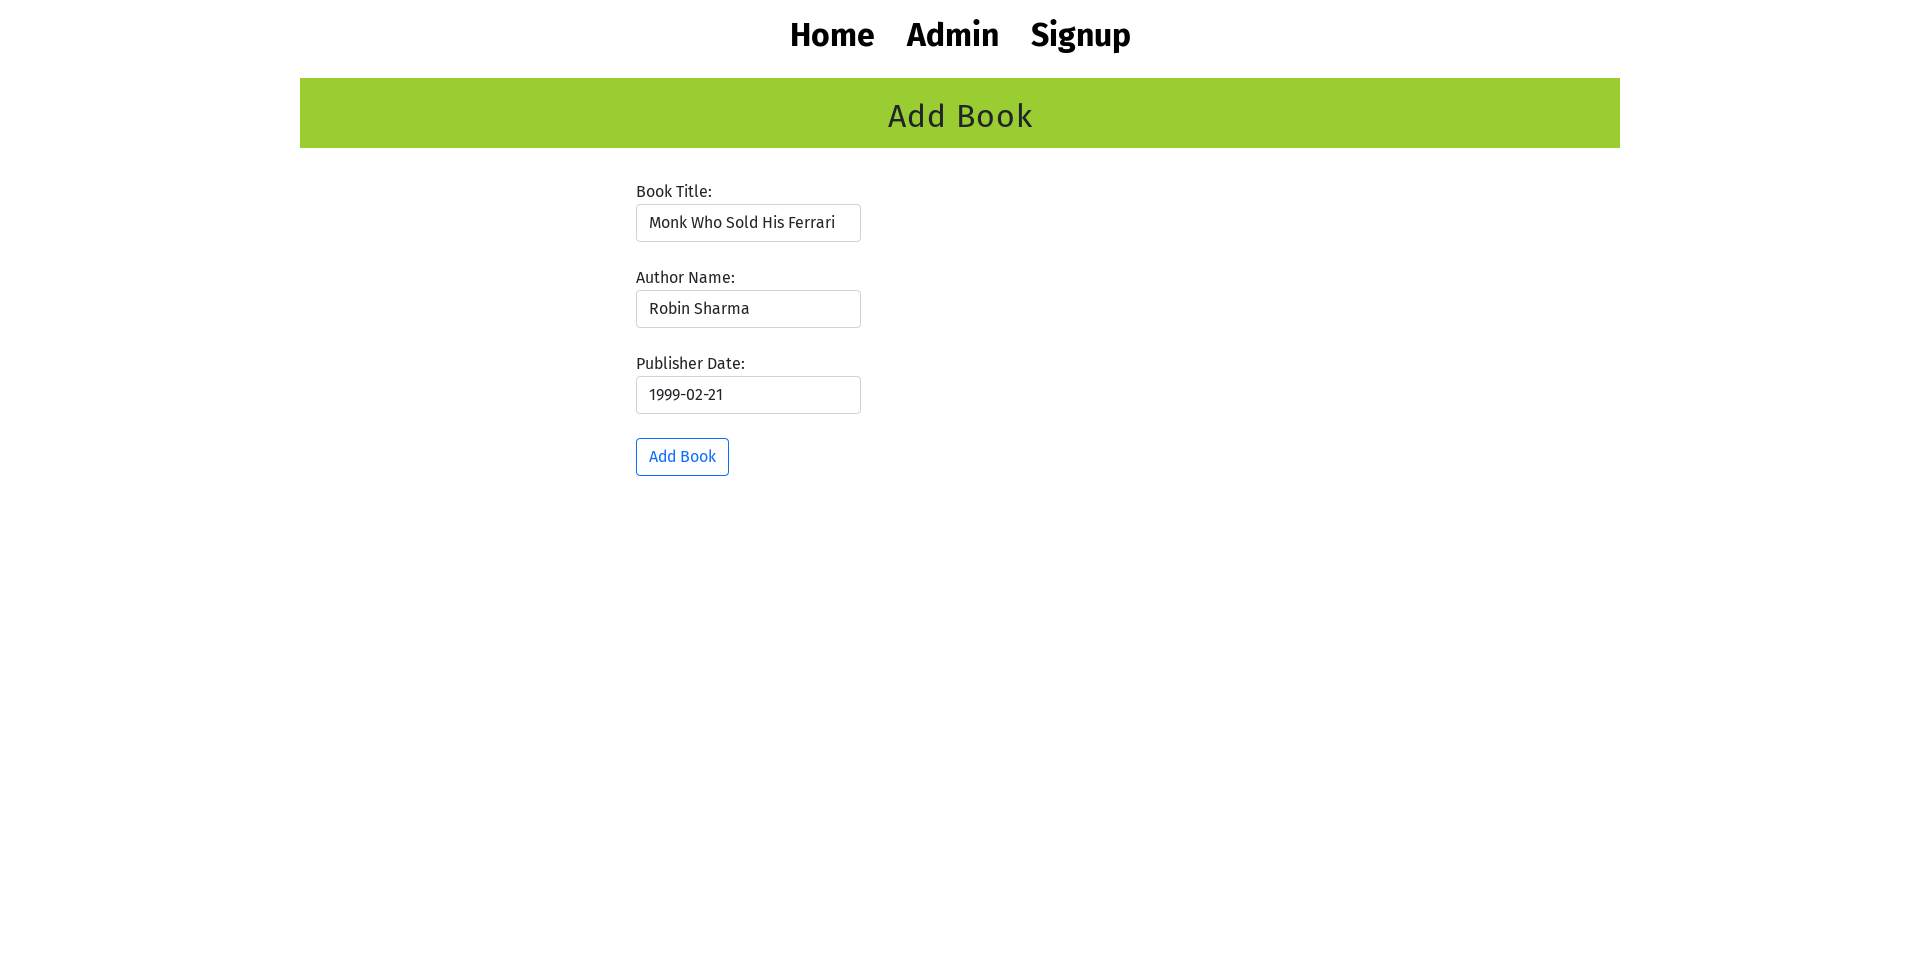 Home Admin Signup
Add Book
Book Title:
Monk Who Sold His Ferrari
Author Name:
Robin Sharma
Publisher Date:
1999-02-21
Add Book